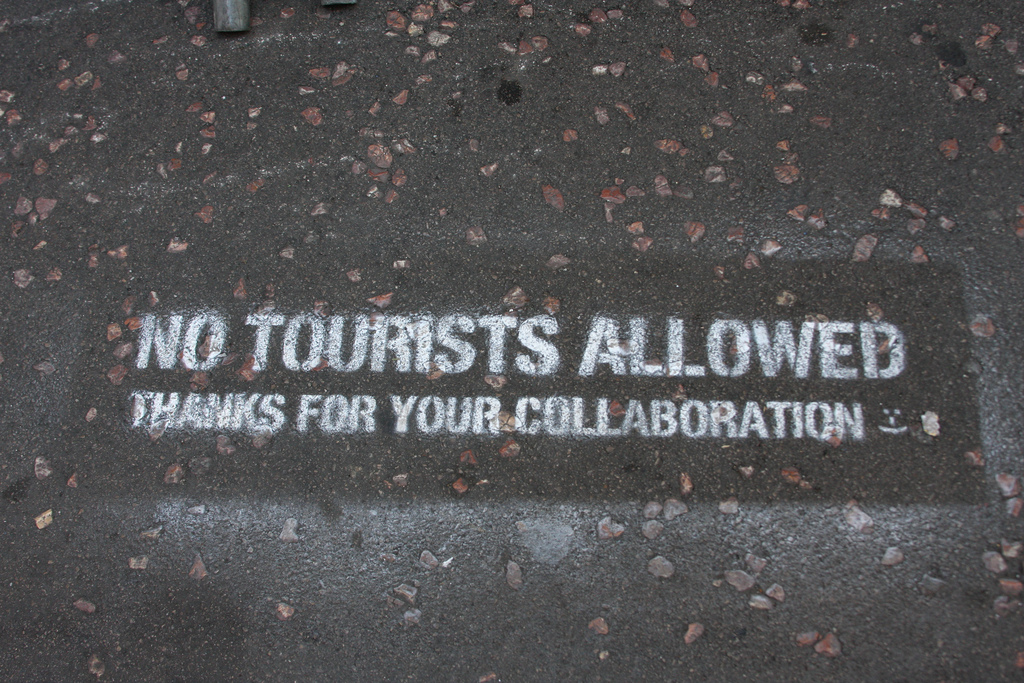 NO TOURISTS ALLOWED
THANKS FOR YOUR COLLABORATION :)